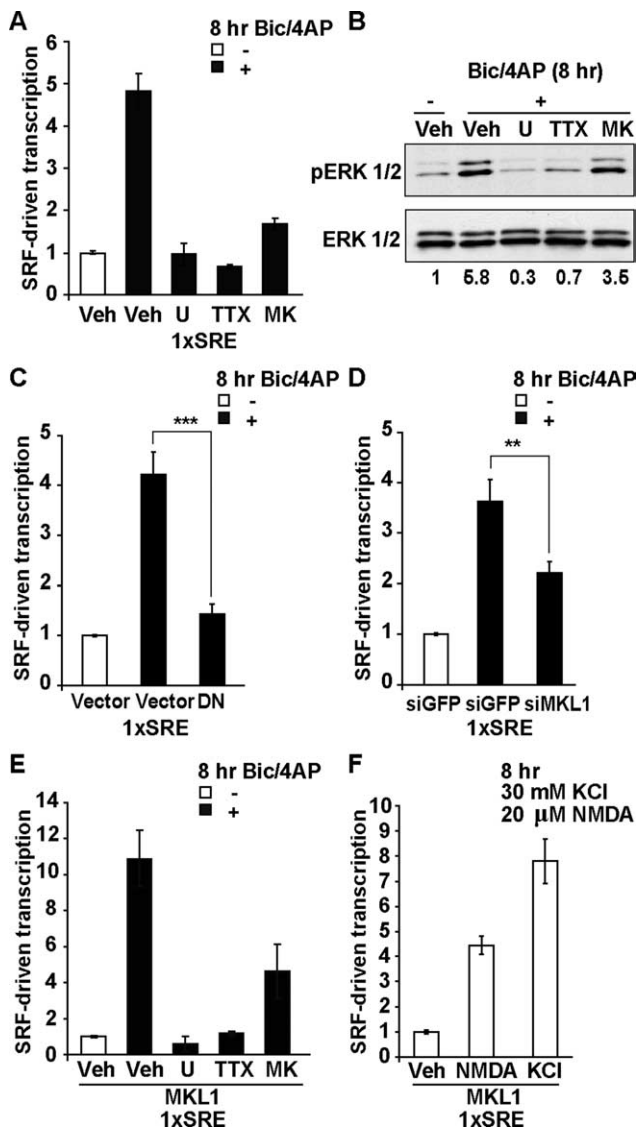 A
8 hr Bic/4AP
-
+
SRF-driven transcription
6
5
4
3
2
1
0
Veh Veh U TTX MK
1xSRE
B
Bic/4AP (8 hr)
- +
Veh Veh U TTX MK
pERK 1/2
ERK 1/2
1 5.8 0.3 0.7 3.5
C
8 hr Bic/4AP
-
+
***
SRF-driven transcription
5
4
3
2
1
0
Vector Vector DN
1xSRE
D
8 hr Bic/4AP
-
+
**
SRF-driven transcription
5
4
3
2
1
0
siGFP siGFP siMKL1
1xSRE
E
8 hr Bic/4AP
-
+
SRF-driven transcription
14
12
10
8
6
4
2
0
Veh Veh U TTX MK
MKL1
1xSRE
F
8 hr
30 mM KCl
20 μM NMDA
SRF-driven transcription
10
9
8
7
6
5
4
3
2
1
0
Veh NMDA KCl
MKL1
1xSRE